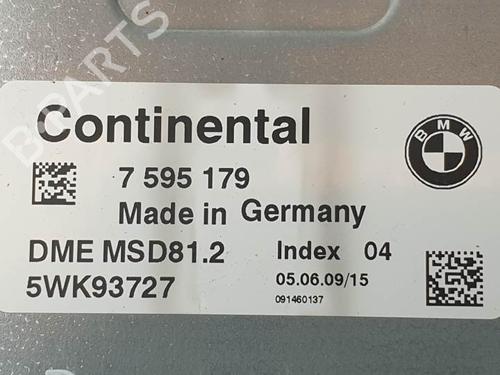 Continental
BMW
7 595 179
Made in Germany
DME MSD81.2 Index 04
5WK93727 05.06.09/15
091460137
B-PARTS